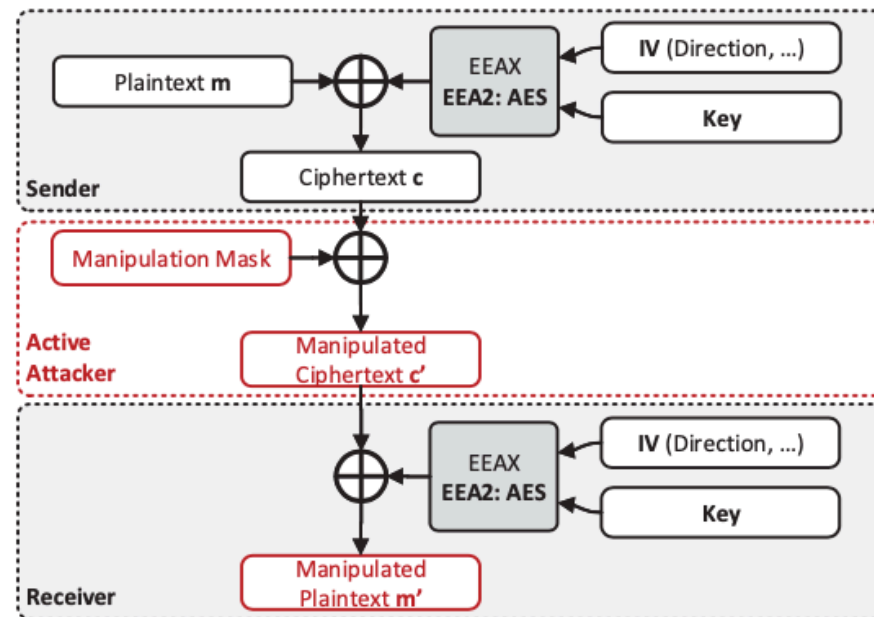 Plaintext m
EEAX
EEA2: AES
IV (Direction, ...)
Key
Ciphertext c
Sender
Manipulation Mask
Active
Attacker
Manipulated
Ciphertext c’
EEAX
EEA2: AES
IV (Direction, ...)
Key
Manipulated
Plaintext m’
Receiver